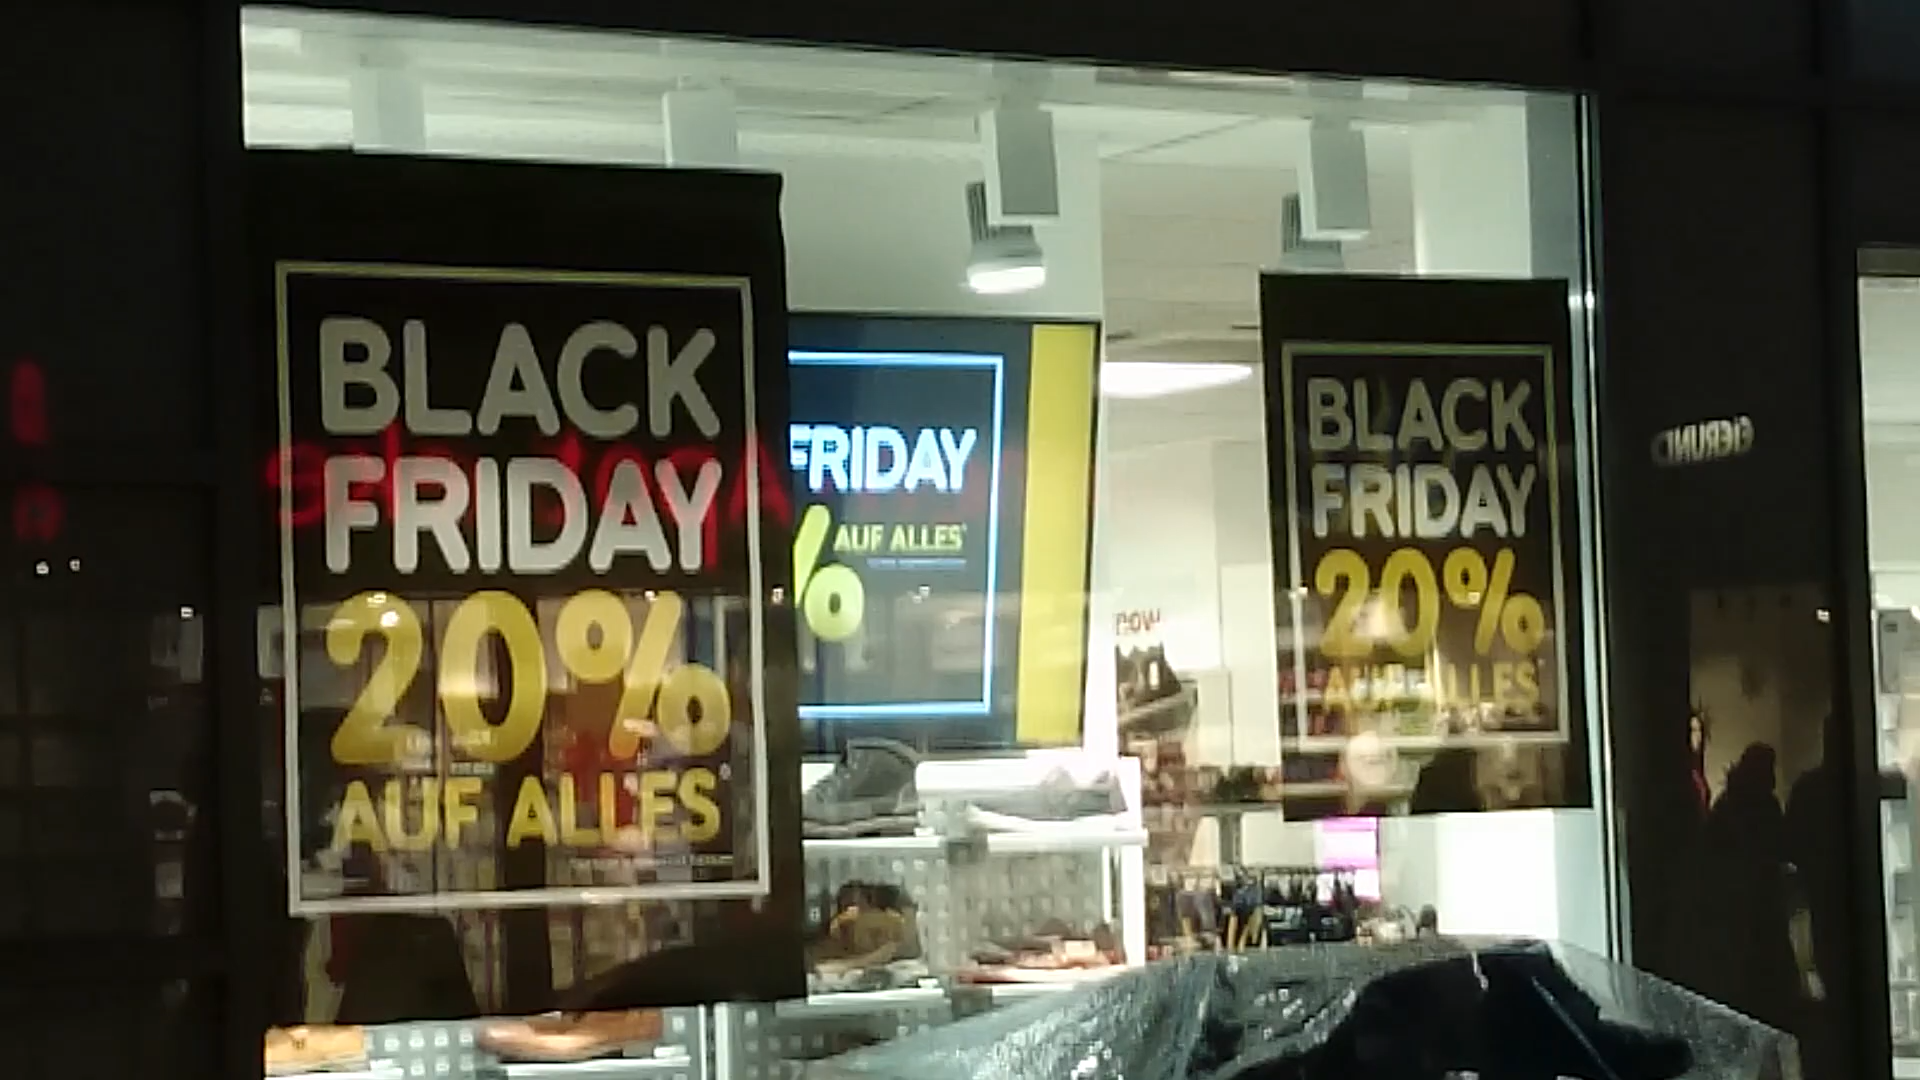 BLACK
FRIDAY
20%
AUF ALLES*
FRIDAY
% AUF ALLES*
BLACK
FRIDAY
20%
AUF ALLES*